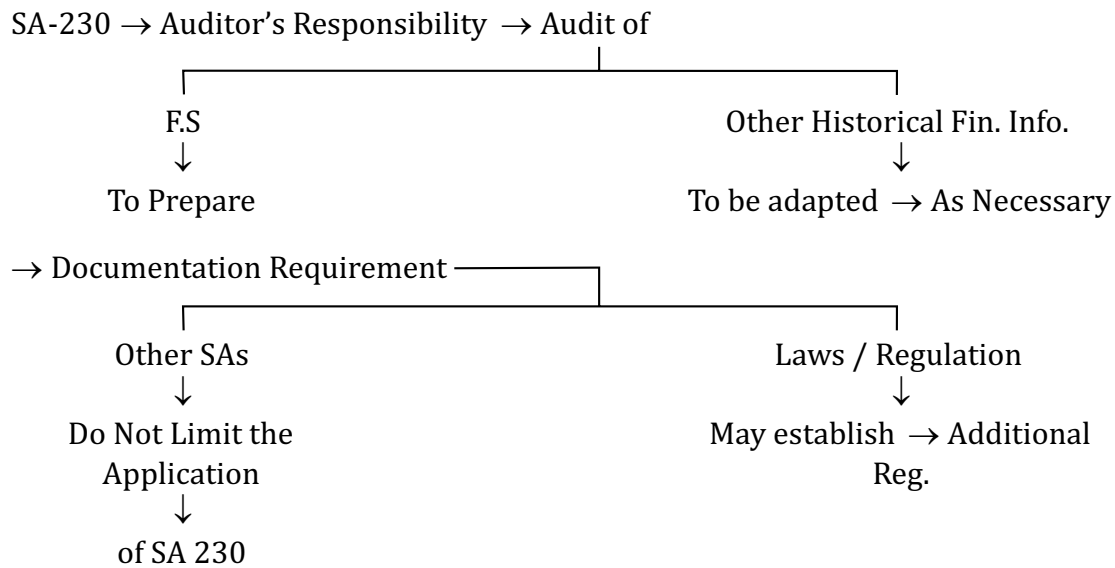 SA-230 → Auditor’s Responsibility → Audit of
F.S
Other Historical Fin. Info.
↓
↓
To Prepare
To be adapted → As Necessary
→ Documentation Requirement
Other SAs
Laws / Regulation
↓
↓
Do Not Limit the
May establish → Additional
Application
Reg.
↓
of SA 230